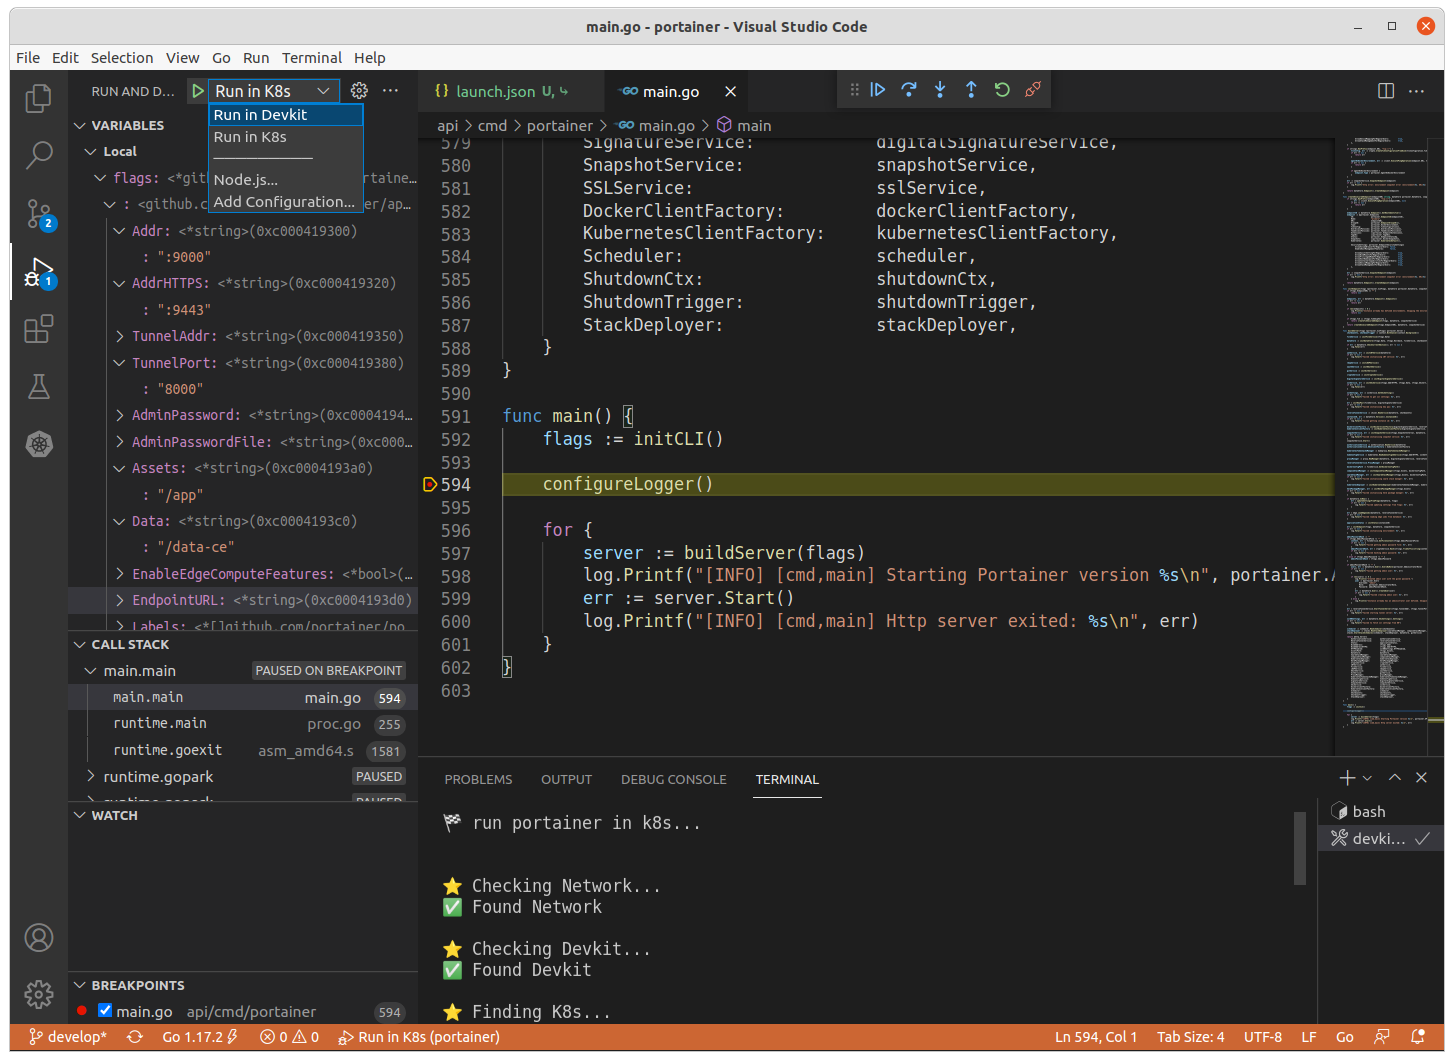 main.go - portainer - Visual Studio Code
File Edit Selection View Go Run Terminal Help
RUN AND D... Run in K8s
Run in Devkit
Run in K8s
Node.js...
Add Configuration...
VARIABLES
Local
flags: <*gitl rtaine...
: <github.c er/ap...
Addr: <*string>(0xc000419300)
: ":9000"
AddrHTTPS: <*string>(0xc000419320)
: ":9443"
TunnelAddr: <*string>(0xc000419350)
TunnelPort: <*string>(0xc000419380)
: "8000"
AdminPassword: <*string>(0xc0004194...
AdminPasswordFile: <*string>(0xc000...
Assets: <*string>(0xc0004193a0)
: "/app"
Data: <*string>(0xc0004193c0)
: "/data-ce"
EnableEdgeComputeFeatures: <*bool>(...
EndpointURL: <*string>(0xc0004193d0)
Labels: <*[]github.com/portainer/po...
CALL STACK
main.main PAUSED ON BREAKPOINT
main.main main.go 594
runtime.main proc.go 255
runtime.goexit asm_amd64.s 1581
runtime.gopark PAUSED
runtime.gopark PAUSED
WATCH
BREAKPOINTS
main.go api/cmd/portainer 594
2
1
{} launch.json U,
main.go
api > cmd > portainer > main.go > main
579 SignatureService: digitalSignatureService,
580 SnapshotService: snapshotService,
581 SSLService: sslService,
582 DockerClientFactory: dockerClientFactory,
583 KubernetesClientFactory: kubernetesClientFactory,
584 Scheduler: scheduler,
585 ShutdownCtx: shutdownCtx,
586 ShutdownTrigger: shutdownTrigger,
587 StackDeployer: stackDeployer,
588 }
589 }
590
591 func main() {
592 flags := initCLI()
593
594 configureLogger()
595
596 for {
597 server := buildServer(flags)
598 log.Printf("[INFO] [cmd,main] Starting Portainer version %s\n", portainer.A
599 err := server.Start()
600 log.Printf("[INFO] [cmd,main] Http server exited: %s\n", err)
601 }
602 }
603
PROBLEMS OUTPUT DEBUG CONSOLE TERMINAL
run portainer in k8s...
Checking Network...
Found Network
Checking Devkit...
Found Devkit
Finding K8s...
bash
devki...
develop* Go 1.17.2 0 0 Run in K8s (portainer) Ln 594, Col 1 Tab Size: 4 UTF-8 LF Go